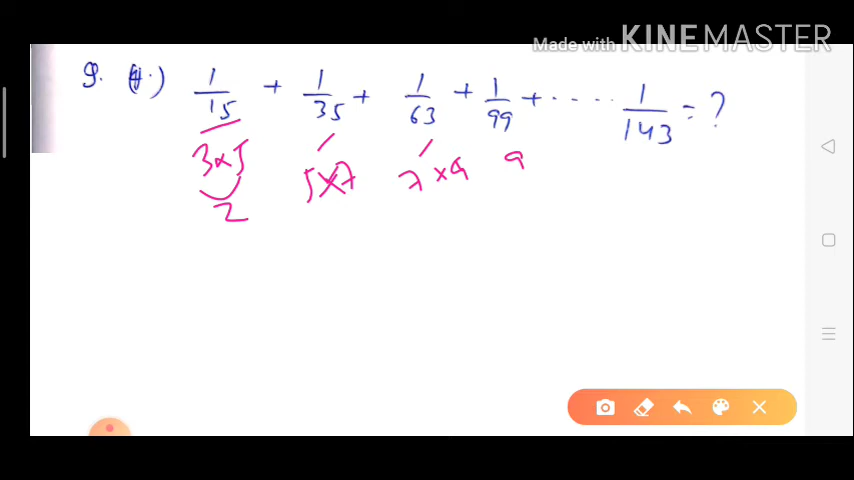 Made with KINEMASTER
9. (4.) 1/15 + 1/35 + 1/63 + 1/99 + ..... 1/143 = ?
3×5 5×7 7×9 9
2